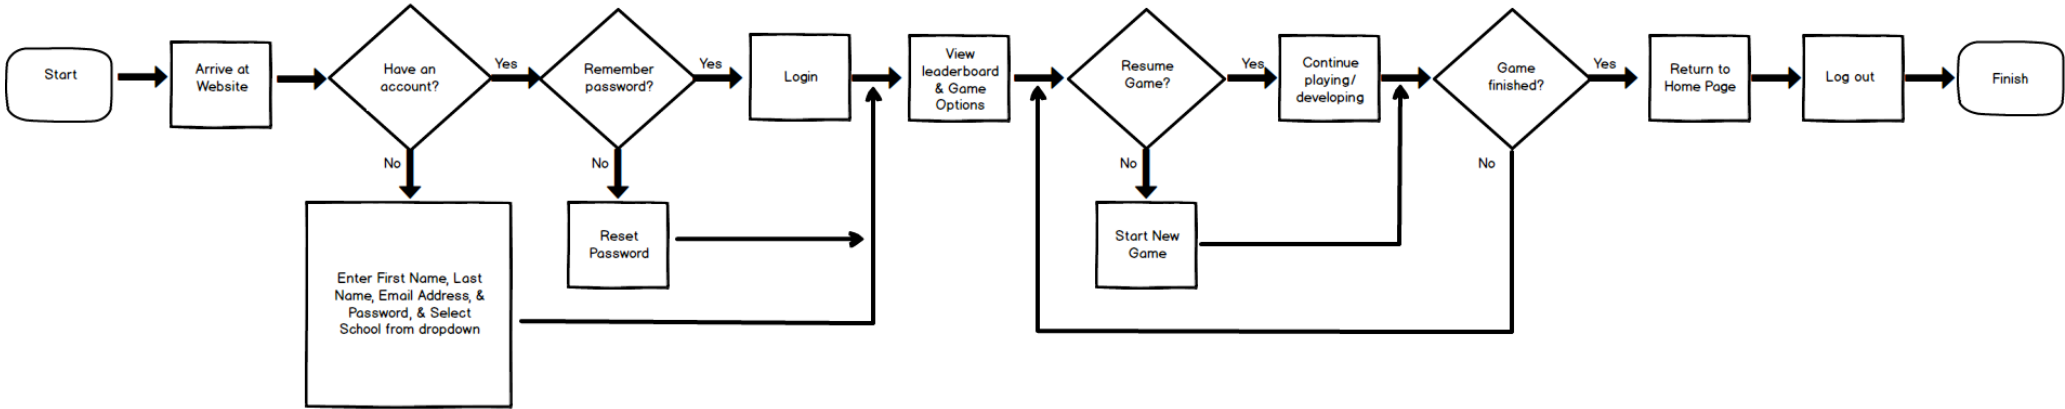 Start
Arrive at
Website
Have an
account?
Yes
No
Enter First Name, Last
Name, Email Address, &
Password, & Select
School from dropdown
Remember
password?
Yes
No
Reset
Password
Login
View
leaderboard
& Game
Options
Resume
Game?
Yes
No
Start New
Game
Continue
playing/
developing
Game
finished?
Yes
No
Return to
Home Page
Log out
Finish